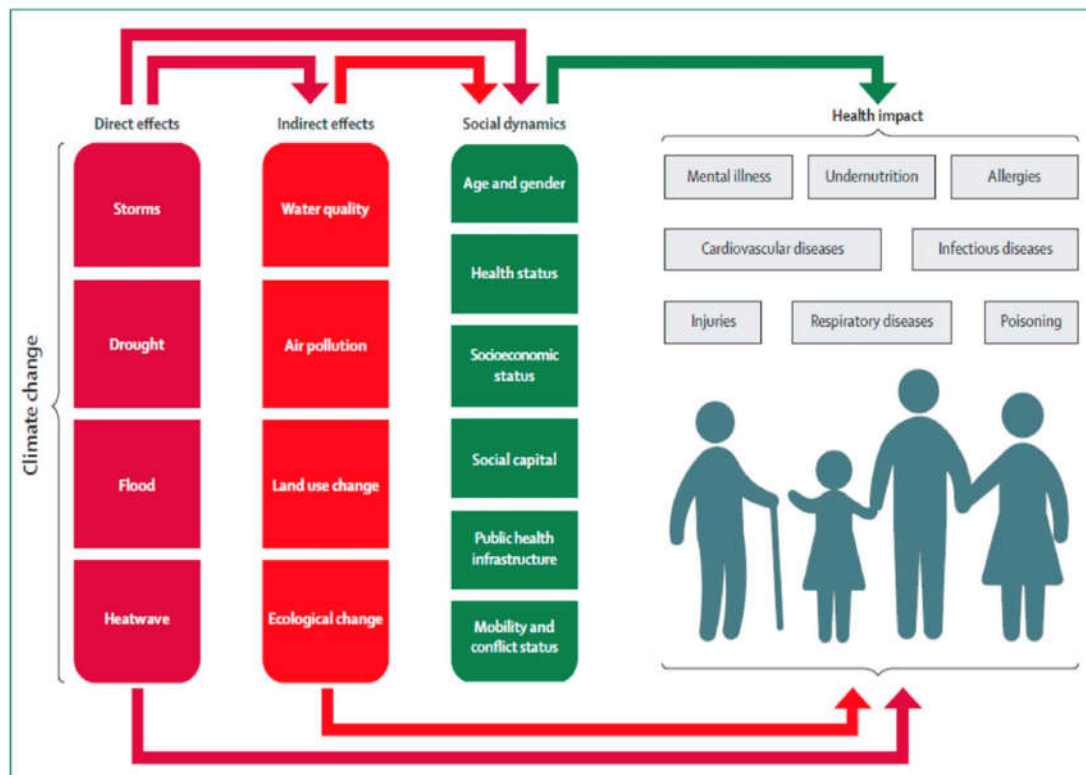 Direct effects
Indirect effects
Social dynamics
Health impact
Climate change
Storms
Drought
Flood
Heatwave
Water quality
Air pollution
Land use change
Ecological change
Age and gender
Health status
Socioeconomic
status
Social capital
Public health
infrastructure
Mobility and
conflict status
Mental illness
Undernutrition
Allergies
Cardiovascular diseases
Infectious diseases
Injuries
Respiratory diseases
Poisoning